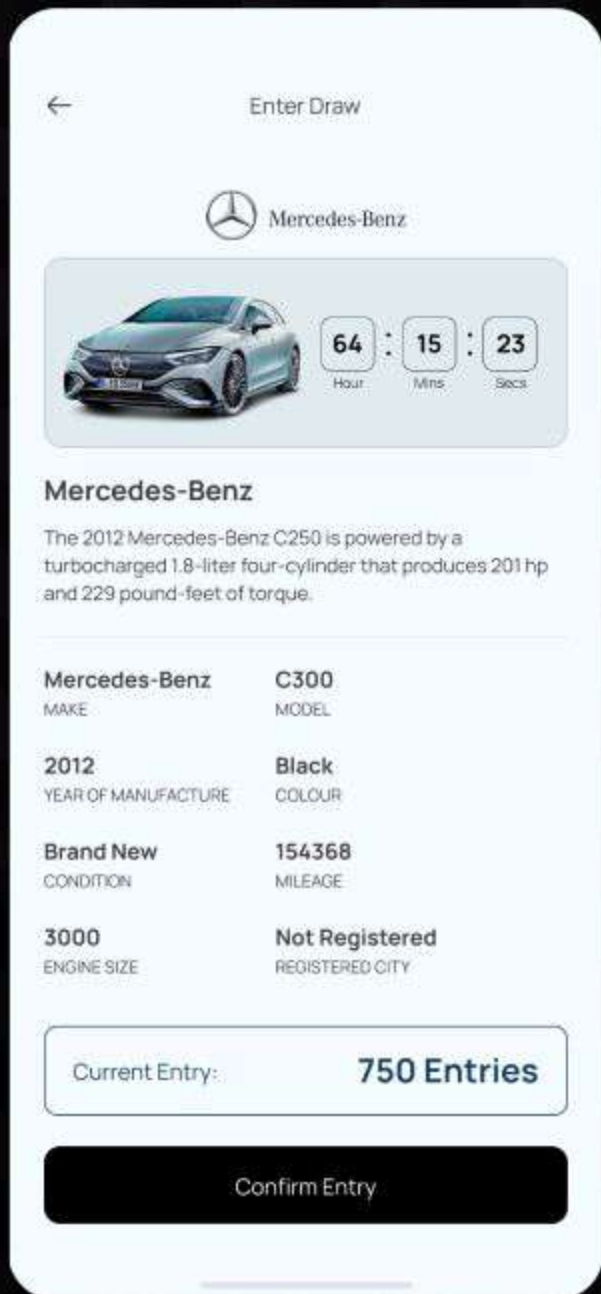 Enter Draw
Mercedes-Benz
64 : 15 : 23
Hour Mins Secs
Mercedes-Benz
The 2012 Mercedes-Benz C250 is powered by a
turbocharged 1.8-liter four-cylinder that produces 201 hp
and 229 pound-feet of torque.
Mercedes-Benz C300
MAKE MODEL
2012 Black
YEAR OF MANUFACTURE COLOUR
Brand New 154368
CONDITION MILEAGE
3000 Not Registered
ENGINE SIZE REGISTERED CITY
Current Entry: 750 Entries
Confirm Entry